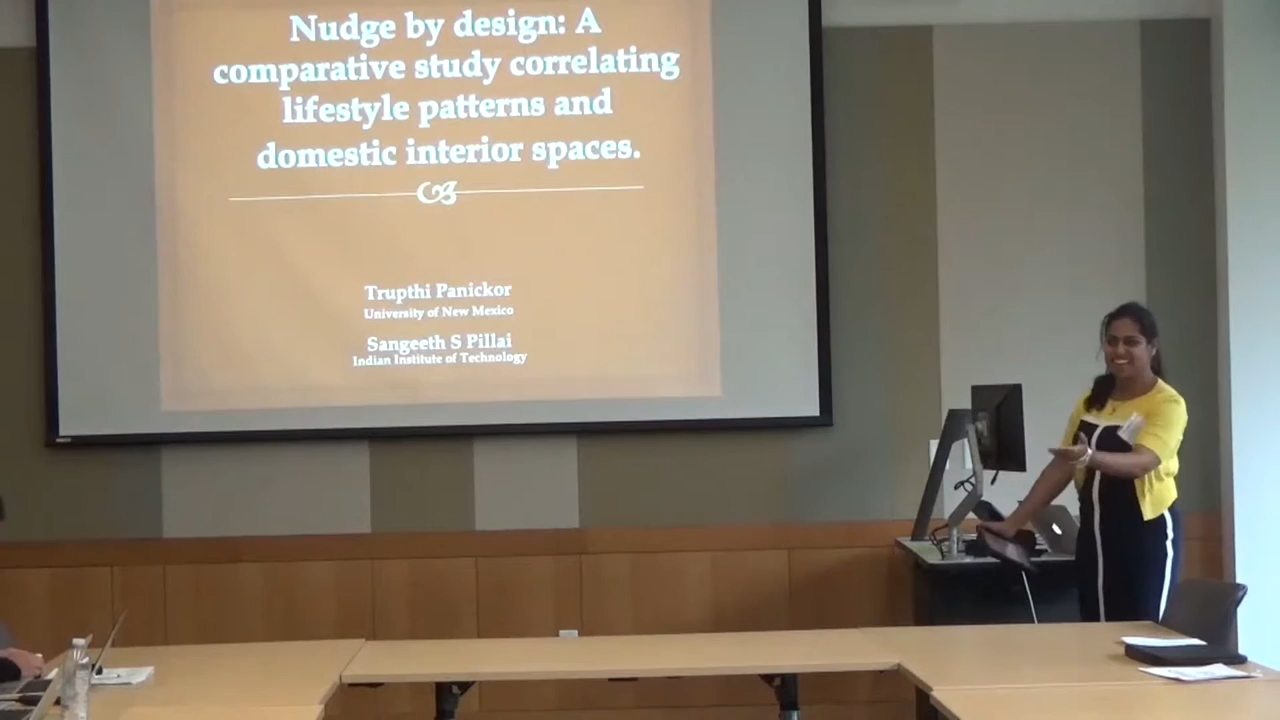 Nudge by design: A
comparative study correlating
lifestyle patterns and
domestic interior spaces.
Trupthi Panickor
University of New Mexico
Sangeeth S Pillai
Indian Institute of Technology